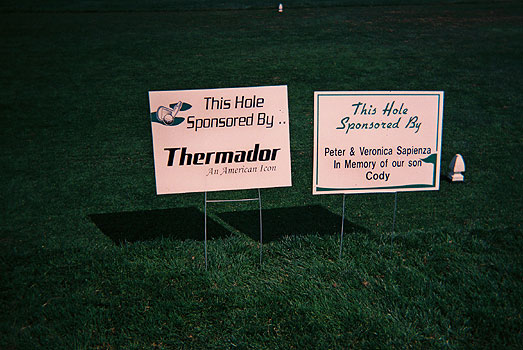 This Hole
Sponsored By ..
Thermador
An American Icon
This Hole
Sponsored By
Peter & Veronica Sapienza
In Memory of our son
Cody